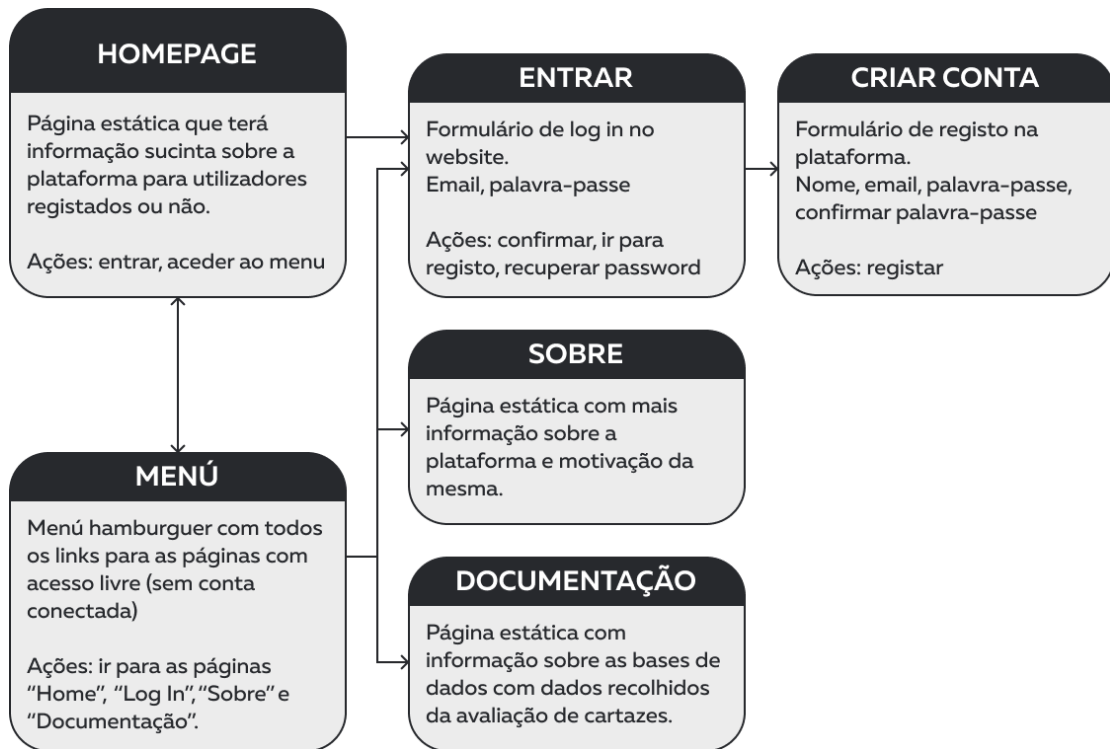 HOMEPAGE
Página estática que terá
informação sucinta sobre a
plataforma para utilizadores
registados ou não.
Ações: entrar, aceder ao menu
ENTRAR
Formulário de log in no
website.
Email, palavra-passe
Ações: confirmar, ir para
registo, recuperar password
CRIAR CONTA
Formulário de registo na
plataforma.
Nome, email, palavra-passe,
confirmar palavra-passe
Ações: registar
SOBRE
Página estática com mais
informação sobre a
plataforma e motivação da
mesma.
MENÚ
Menú hamburguer com todos
os links para as páginas com
acesso livre (sem conta
conectada)
Ações: ir para as páginas
“Home”, “Log In”,“Sobre” e
“Documentação”.
DOCUMENTAÇÃO
Página estática com
informação sobre as bases de
dados com dados recolhidos
da avaliação de cartazes.